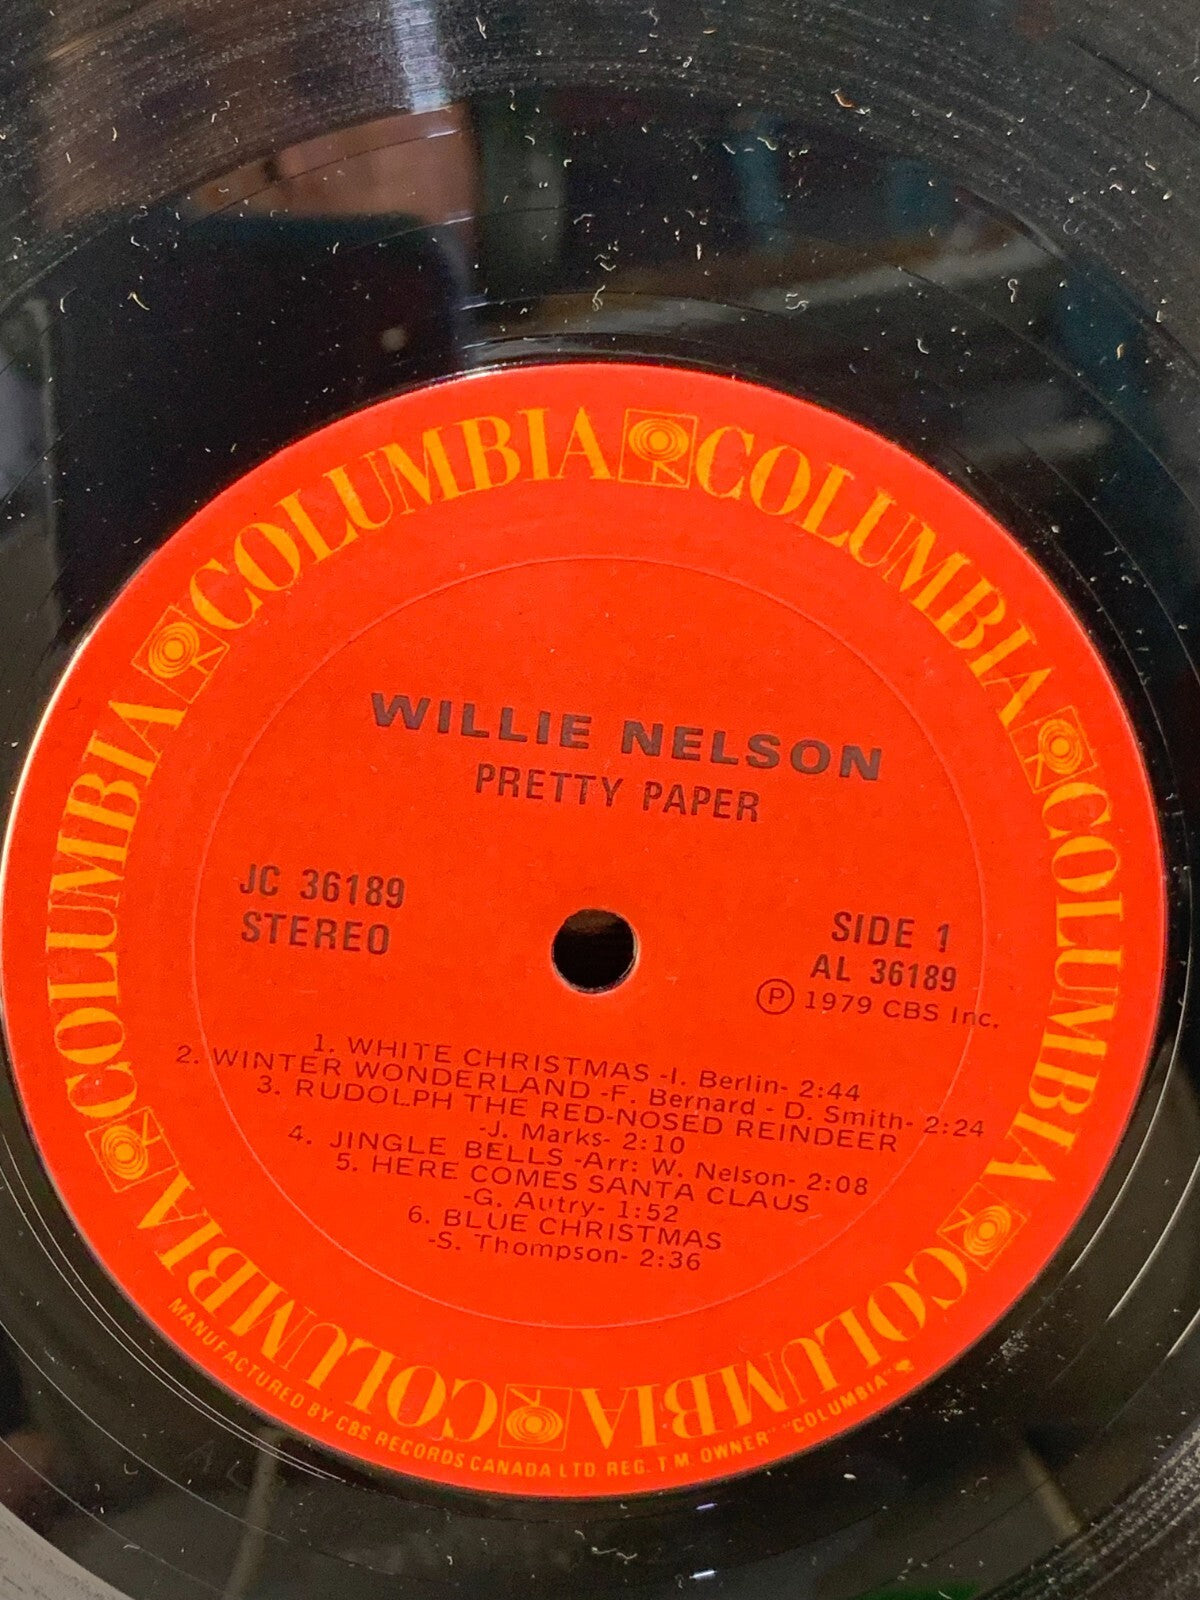 COLUMBIA COLUMBIA COLUMBIA COLUMBIA COLUMBIA COLUMBIA
WILLIE NELSON
PRETTY PAPER
JC 36189
STEREO
SIDE 1
AL 36189
Ⓟ 1979 CBS Inc.
1. WHITE CHRISTMAS -I. Berlin- 2:44
2. WINTER WONDERLAND -F. Bernard - D. Smith- 2:24
3. RUDOLPH THE RED-NOSED REINDEER
-J. Marks- 2:10
4. JINGLE BELLS -Arr: W. Nelson- 2:08
5. HERE COMES SANTA CLAUS
-G. Autry- 1:52
6. BLUE CHRISTMAS
-S. Thompson- 2:36
MANUFACTURED BY CBS RECORDS CANADA LTD. REG. T.M. OWNER" "COLUMBIA"